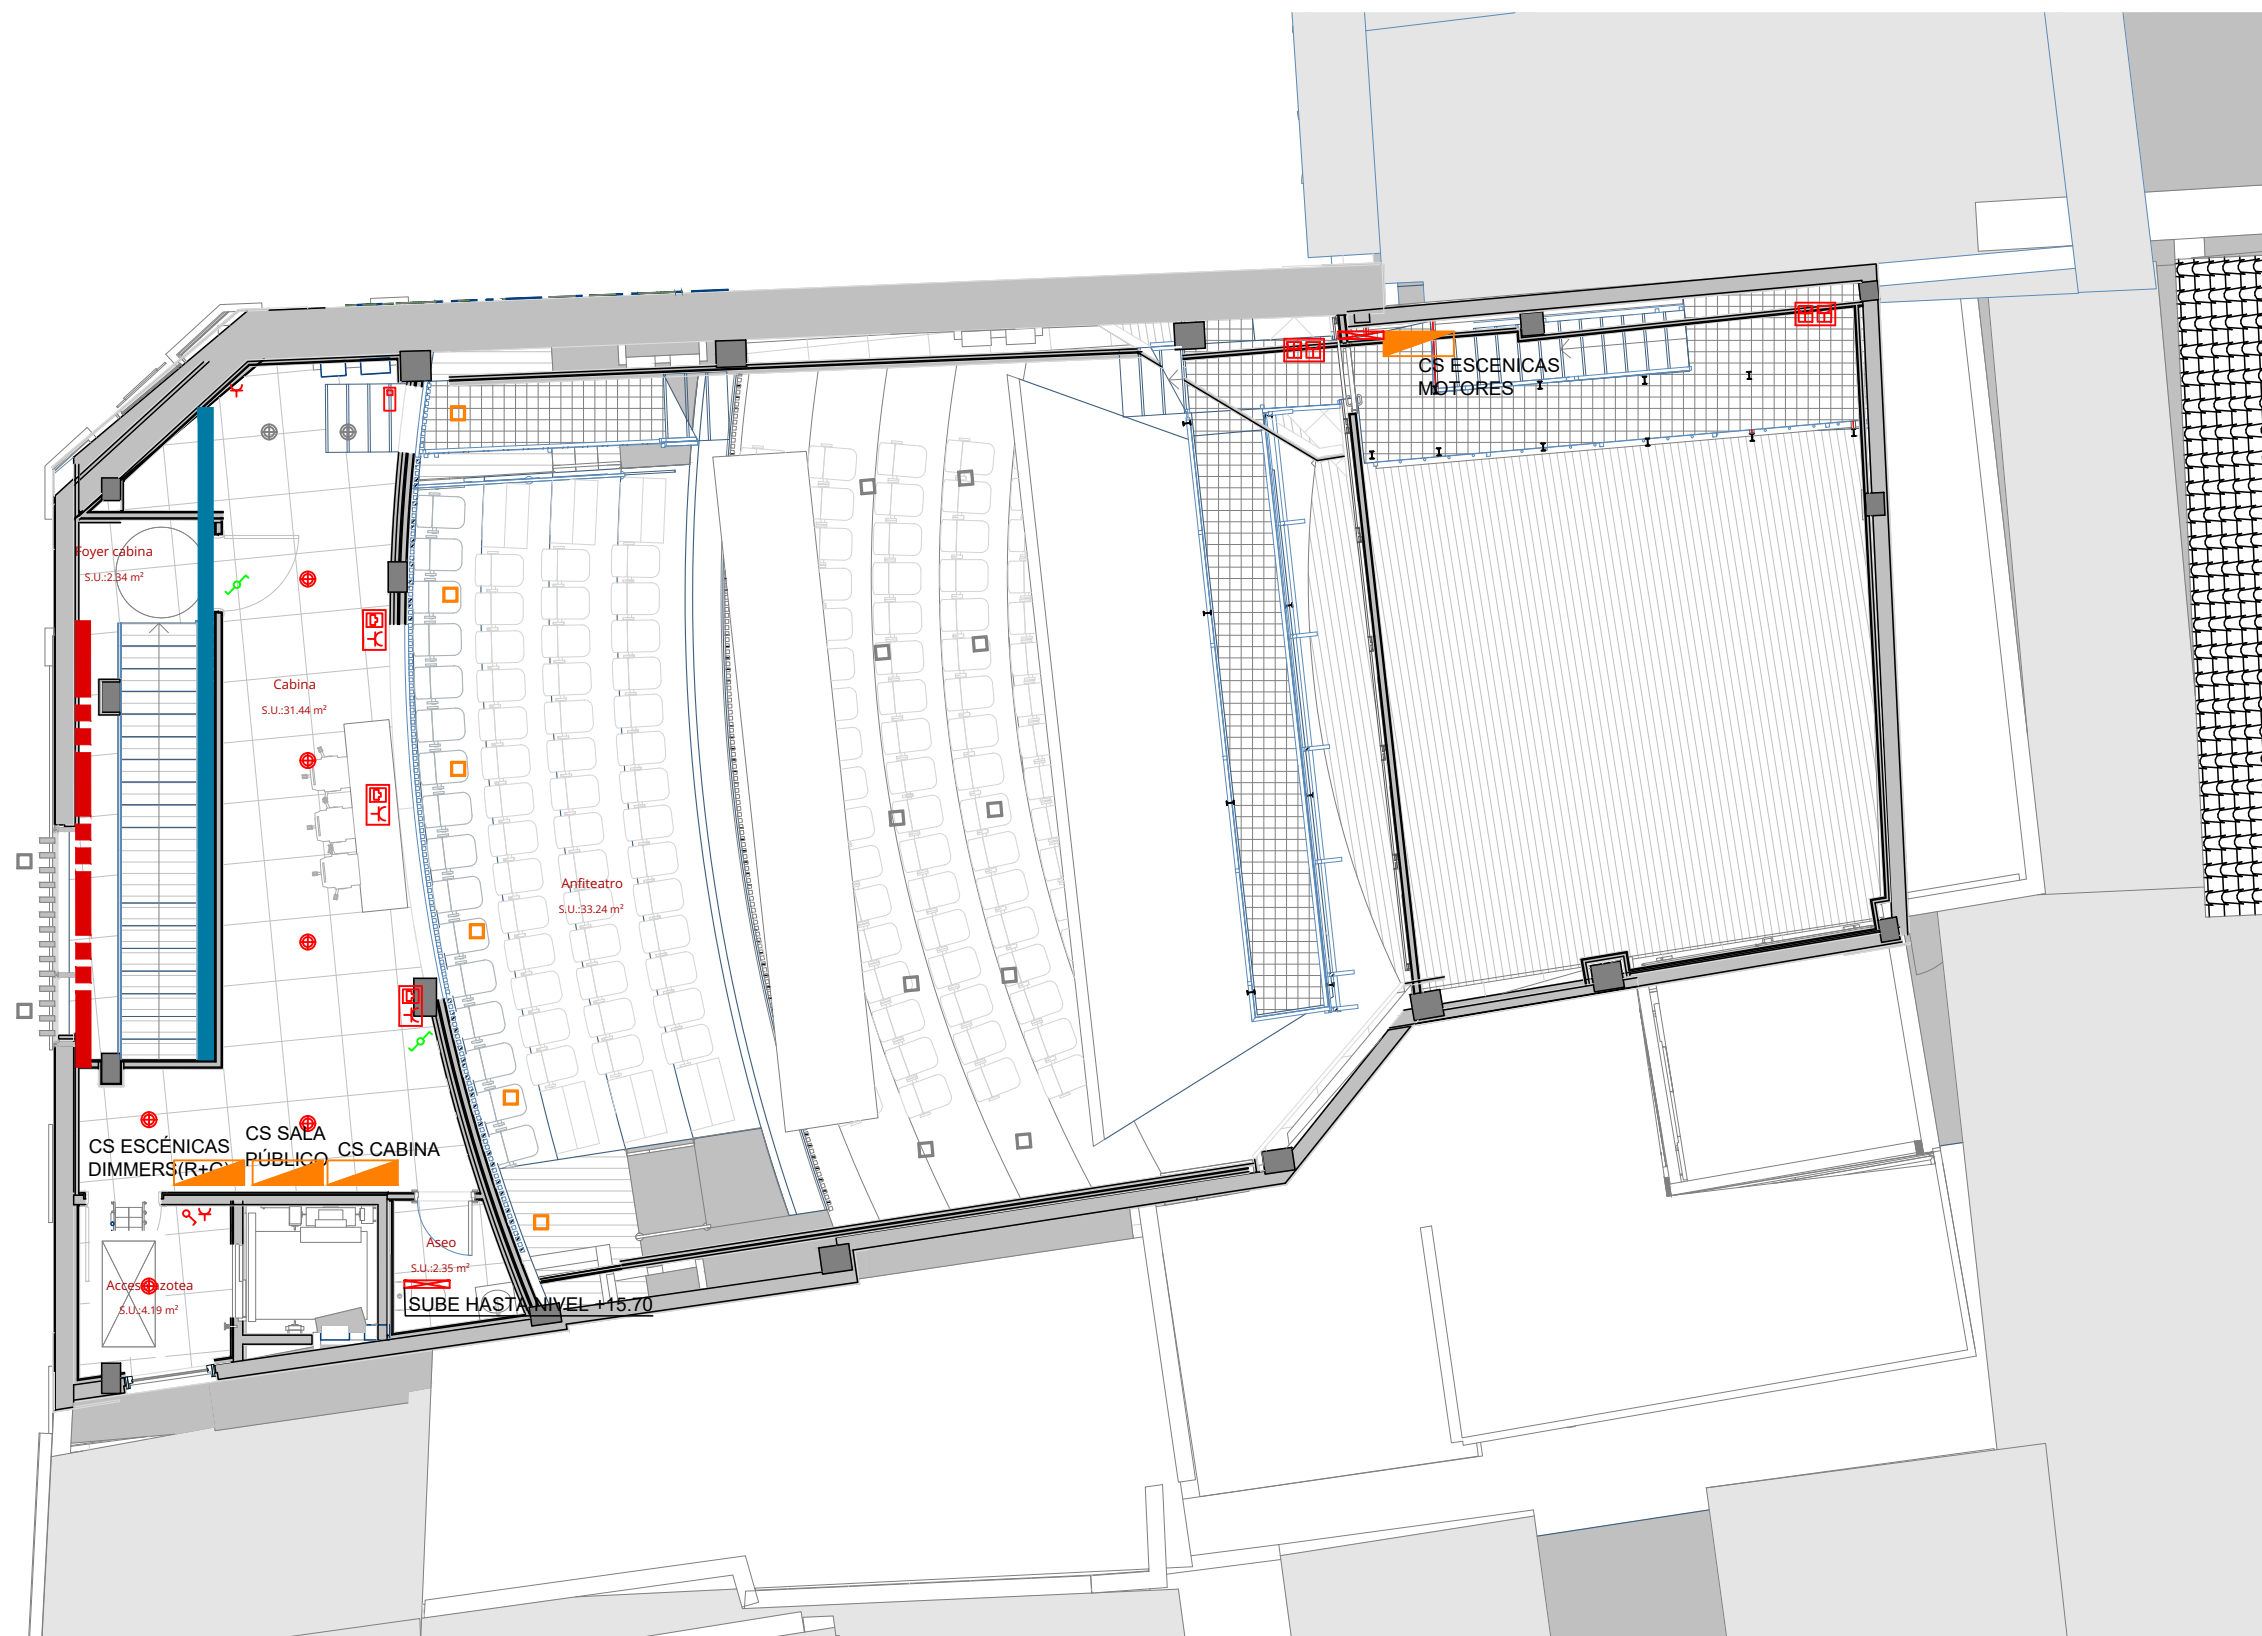 CS ESCENICAS
MOTORES
Foyer cabina
S.U.:2.34 m²
Cabina
S.U.:31.44 m²
Anfiteatro
S.U.:33.24 m²
CS ESCÉNICAS
DIMMERS(R+C)
CS SALA
PÚBLICO
CS CABINA
Aseo
S.U.:2.35 m²
Acceso azotea
S.U.:4.19 m²
SUBE HASTA NIVEL +15.70